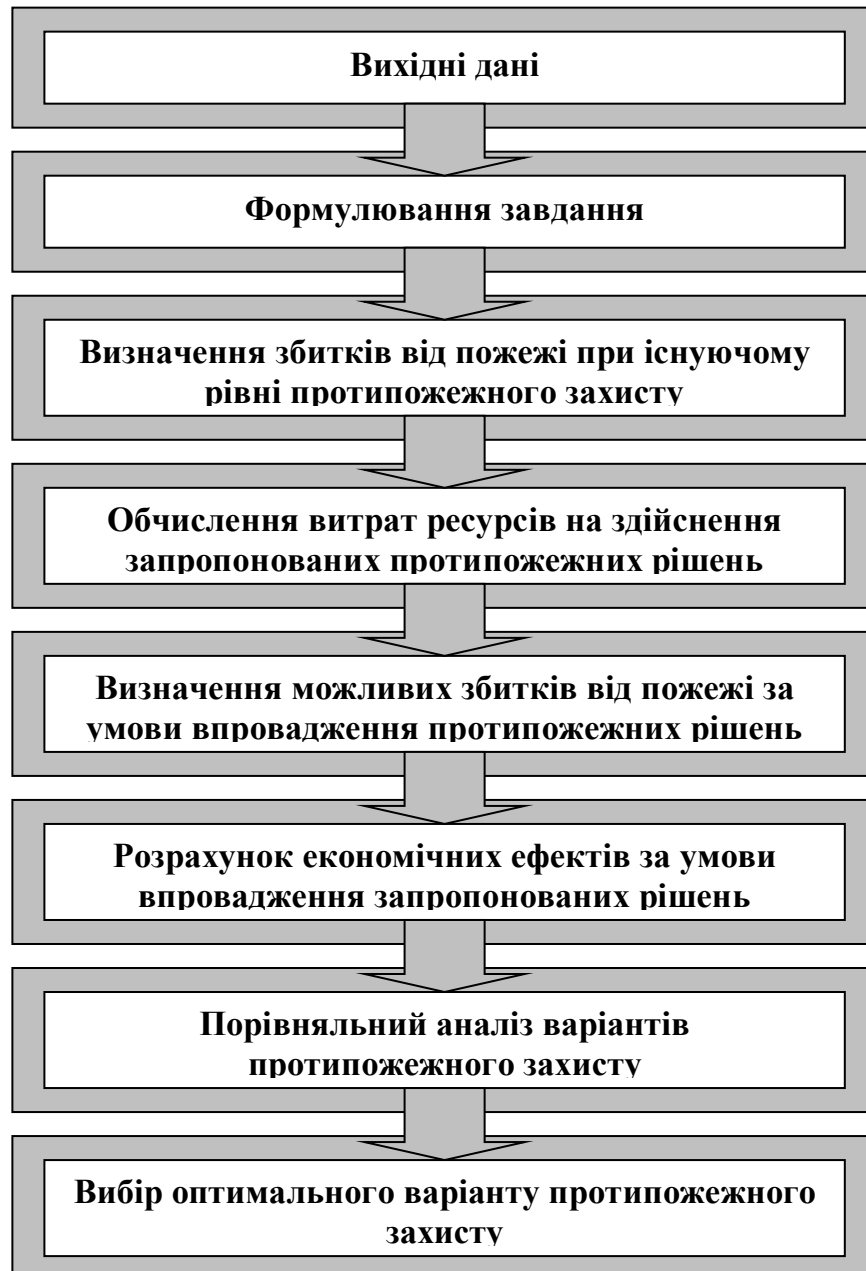 Вихідні дані
Формулювання завдання
Визначення збитків від пожежі при існуючому
рівні протипожежного захисту
Обчислення витрат ресурсів на здійснення
запропонованих протипожежних рішень
Визначення можливих збитків від пожежі за
умови впровадження протипожежних рішень
Розрахунок економічних ефектів за умови
впровадження запропонованих рішень
Порівняльний аналіз варіантів
протипожежного захисту
Вибір оптимального варіанту протипожежного
захисту